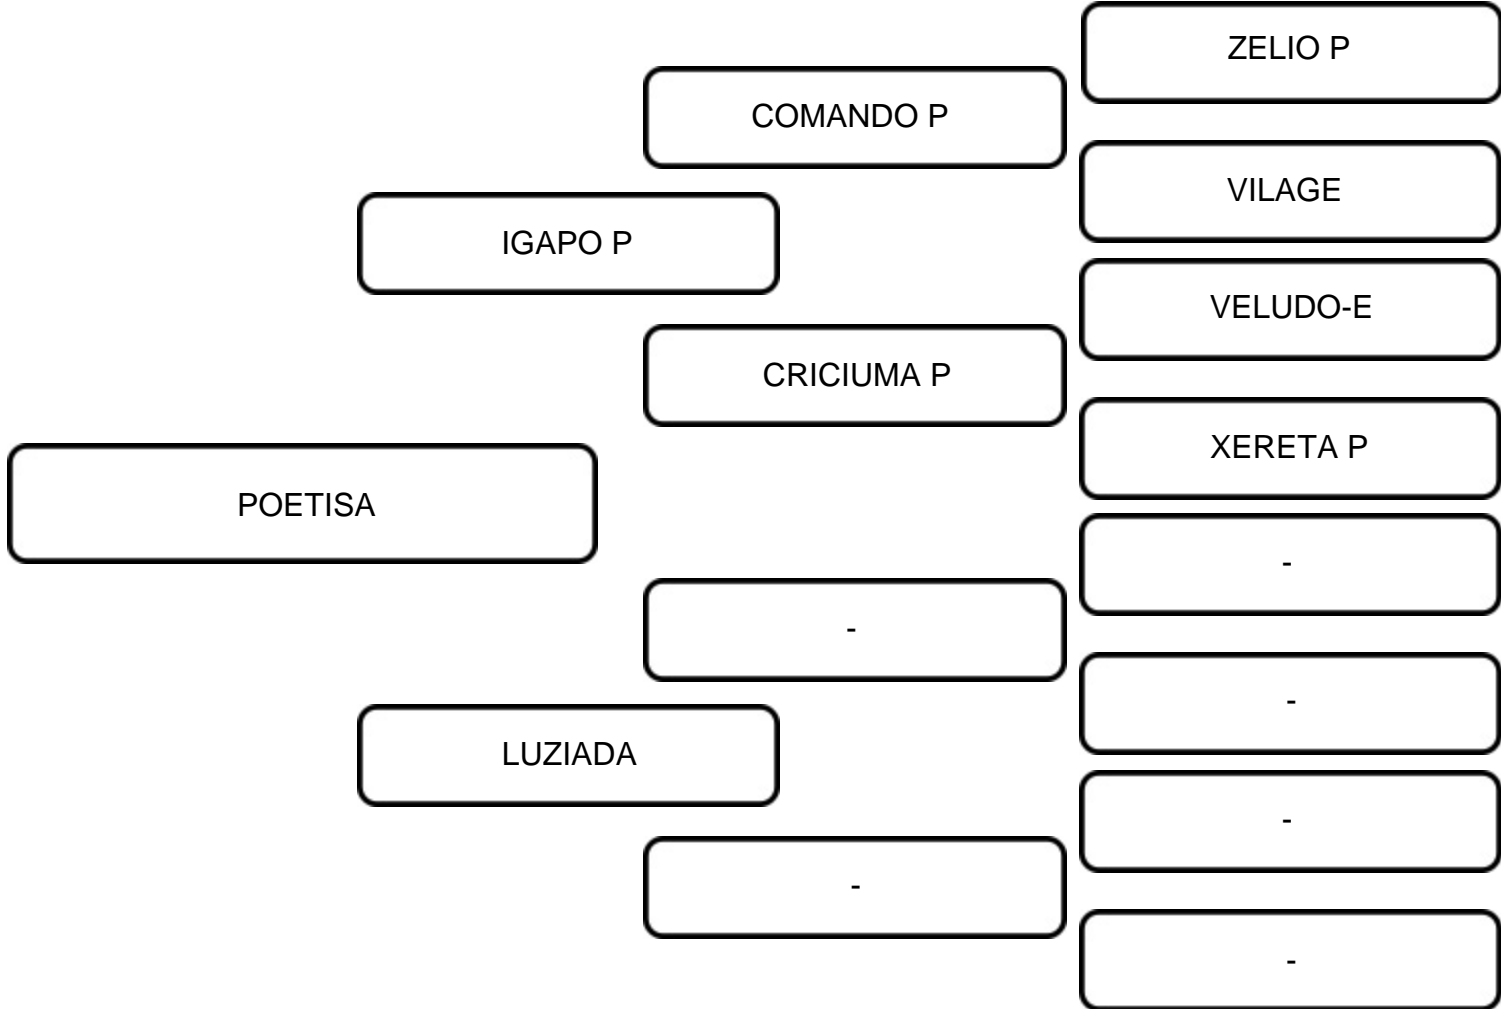 ZELIO P
COMANDO P
VILAGE
IGAPO P
VELUDO-E
CRICIUMA P
XERETA P
POETISA
-
-
-
LUZIADA
-
-
-